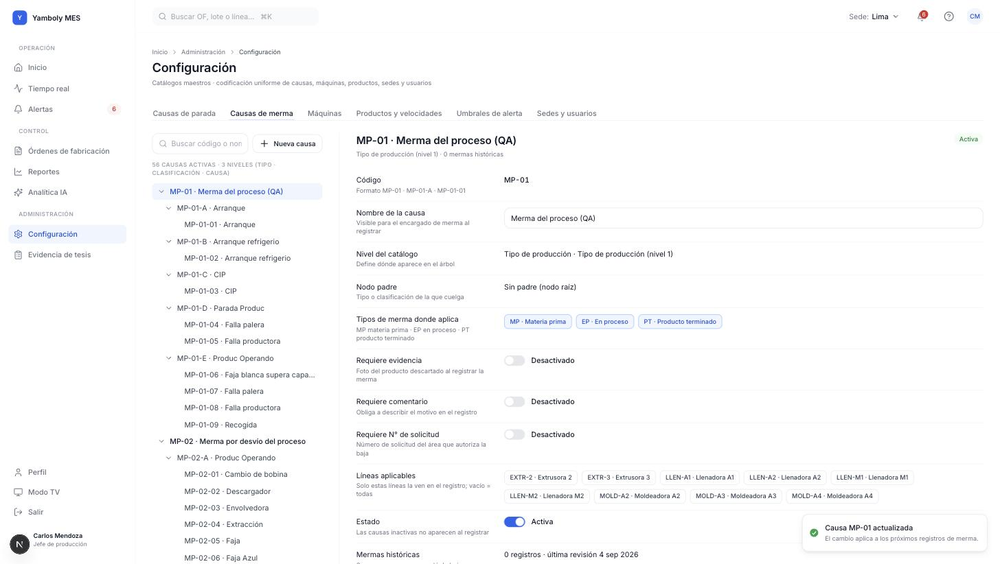 Y
Yamboly MES
OPERACIÓN
Inicio
Tiempo real
Alertas
6
CONTROL
Órdenes de fabricación
Reportes
Analítica IA
ADMINISTRACIÓN
Configuración
Evidencia de tesis
Perfil
Modo TV
Salir
N
Carlos Mendoza
Jefe de producción
Buscar OF, lote o línea... ⌘K
Sede: Lima
6
CM
Inicio > Administración > Configuración
Configuración
Catálogos maestros · codificación uniforme de causas, máquinas, productos, sedes y usuarios
Causas de parada
Causas de merma
Máquinas
Productos y velocidades
Umbrales de alerta
Sedes y usuarios
Buscar código o nom
+ Nueva causa
56 CAUSAS ACTIVAS · 3 NIVELES (TIPO ·
CLASIFICACIÓN · CAUSA)
MP-01 · Merma del proceso (QA)
MP-01-A · Arranque
MP-01-01 · Arranque
MP-01-B · Arranque refrigerio
MP-01-02 · Arranque refrigerio
MP-01-C · CIP
MP-01-03 · CIP
MP-01-D · Parada Produc
MP-01-04 · Falla palera
MP-01-05 · Falla productora
MP-01-E · Produc Operando
MP-01-06 · Faja blanca supera capa...
MP-01-07 · Falla palera
MP-01-08 · Falla productora
MP-01-09 · Recogida
MP-02 · Merma por desvío del proceso
MP-02-A · Produc Operando
MP-02-01 · Cambio de bobina
MP-02-02 · Descargador
MP-02-03 · Envolvedora
MP-02-04 · Extracción
MP-02-05 · Faja
MP-02-06 · Faja Azul
MP-01 · Merma del proceso (QA)
Activa
Tipo de producción (nivel 1) · 0 mermas históricas
Código
Formato MP-01 · MP-01-A · MP-01-01
MP-01
Nombre de la causa
Visible para el encargado de merma al
registrar
Merma del proceso (QA)
Nivel del catálogo
Define dónde aparece en el árbol
Tipo de producción · Tipo de producción (nivel 1)
Nodo padre
Tipo o clasificación de la que cuelga
Sin padre (nodo raíz)
Tipos de merma donde aplica
MP materia prima · EP en proceso · PT
producto terminado
MP · Materia prima
EP · En proceso
PT · Producto terminado
Requiere evidencia
Foto del producto descartado al registrar la
merma
Desactivado
Requiere comentario
Obliga a describir el motivo en el registro
Desactivado
Requiere N° de solicitud
Número de solicitud del área que autoriza la
baja
Desactivado
Líneas aplicables
Solo estas líneas la ven en el registro; vacío =
todas
EXTR-2 · Extrusora 2
EXTR-3 · Extrusora 3
LLEN-A1 · Llenadora A1
LLEN-A2 · Llenadora A2
LLEN-M1 · Llenadora M1
LLEN-M2 · Llenadora M2
MOLD-A2 · Moldeadora A2
MOLD-A3 · Moldeadora A3
MOLD-A4 · Moldeadora A4
Estado
Las causas inactivas no aparecen al registrar
Activa
Mermas históricas
0 registros · última revisión 4 sep 2026
Causa MP-01 actualizada
El cambio aplica a los próximos registros de merma.